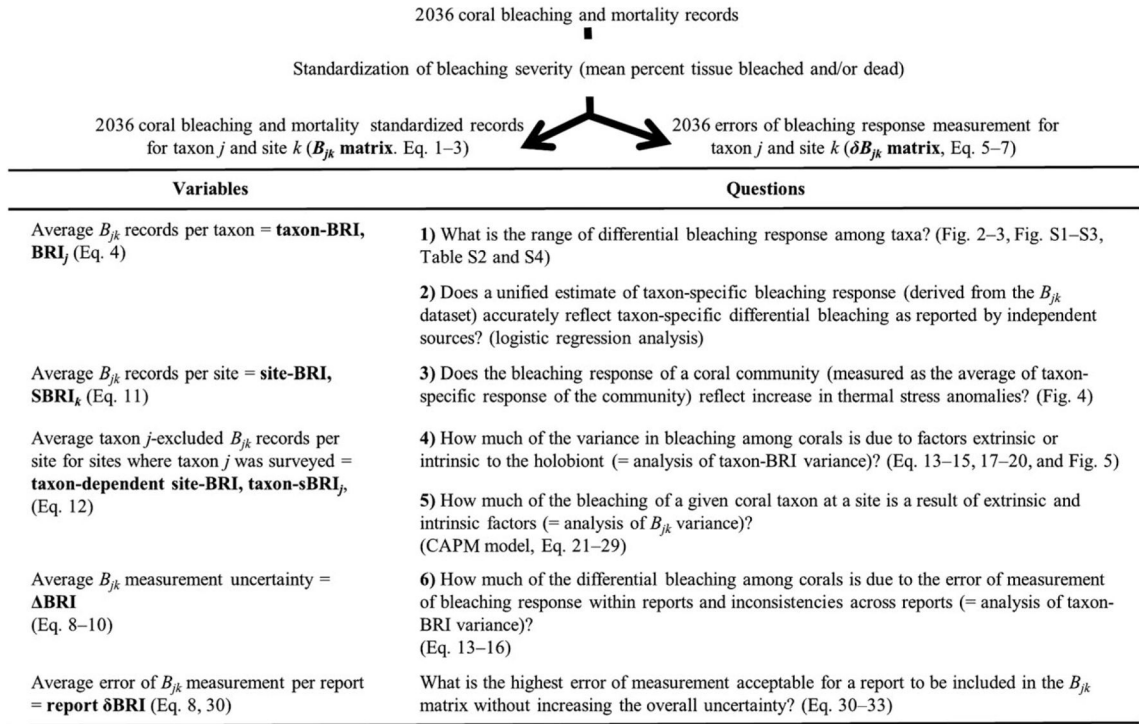 2036 coral bleaching and mortality records
Standardization of bleaching severity (mean percent tissue bleached and/or dead)
2036 coral bleaching and mortality standardized records
for taxon j and site k (Bjk matrix. Eq. 1–3)
2036 errors of bleaching response measurement for
taxon j and site k (δBjk matrix, Eq. 5–7)
Variables
Questions
Average Bjk records per taxon = taxon-BRI,
BRIj (Eq. 4)
1) What is the range of differential bleaching response among taxa? (Fig. 2–3, Fig. S1–S3,
Table S2 and S4)
2) Does a unified estimate of taxon-specific bleaching response (derived from the Bjk
dataset) accurately reflect taxon-specific differential bleaching as reported by independent
sources? (logistic regression analysis)
Average Bjk records per site = site-BRI,
SBRIk (Eq. 11)
3) Does the bleaching response of a coral community (measured as the average of taxon-
specific response of the community) reflect increase in thermal stress anomalies? (Fig. 4)
Average taxon j-excluded Bjk records per
site for sites where taxon j was surveyed =
taxon-dependent site-BRI, taxon-sBRIj,
(Eq. 12)
4) How much of the variance in bleaching among corals is due to factors extrinsic or
intrinsic to the holobiont (= analysis of taxon-BRI variance)? (Eq. 13–15, 17–20, and Fig. 5)
5) How much of the bleaching of a given coral taxon at a site is a result of extrinsic and
intrinsic factors (= analysis of Bjk variance)?
(CAPM model, Eq. 21–29)
Average Bjk measurement uncertainty =
ΔBRI
(Eq. 8–10)
6) How much of the differential bleaching among corals is due to the error of measurement
of bleaching response within reports and inconsistencies across reports (= analysis of taxon-
BRI variance)?
(Eq. 13–16)
Average error of Bjk measurement per report
= report δBRI (Eq. 8, 30)
What is the highest error of measurement acceptable for a report to be included in the Bjk
matrix without increasing the overall uncertainty? (Eq. 30–33)